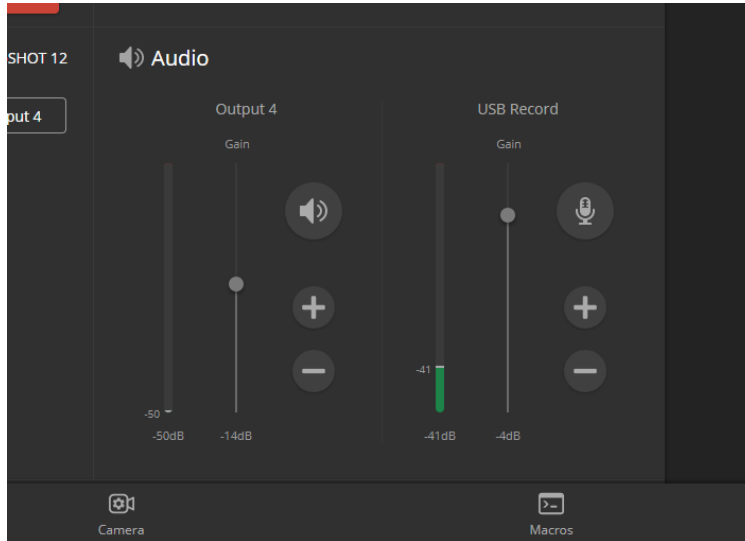 SHOT 12
put 4
Audio
Output 4
USB Record
Gain
Gain
-41
-50
-50dB
-14dB
-41dB
-4dB
Camera
Macros